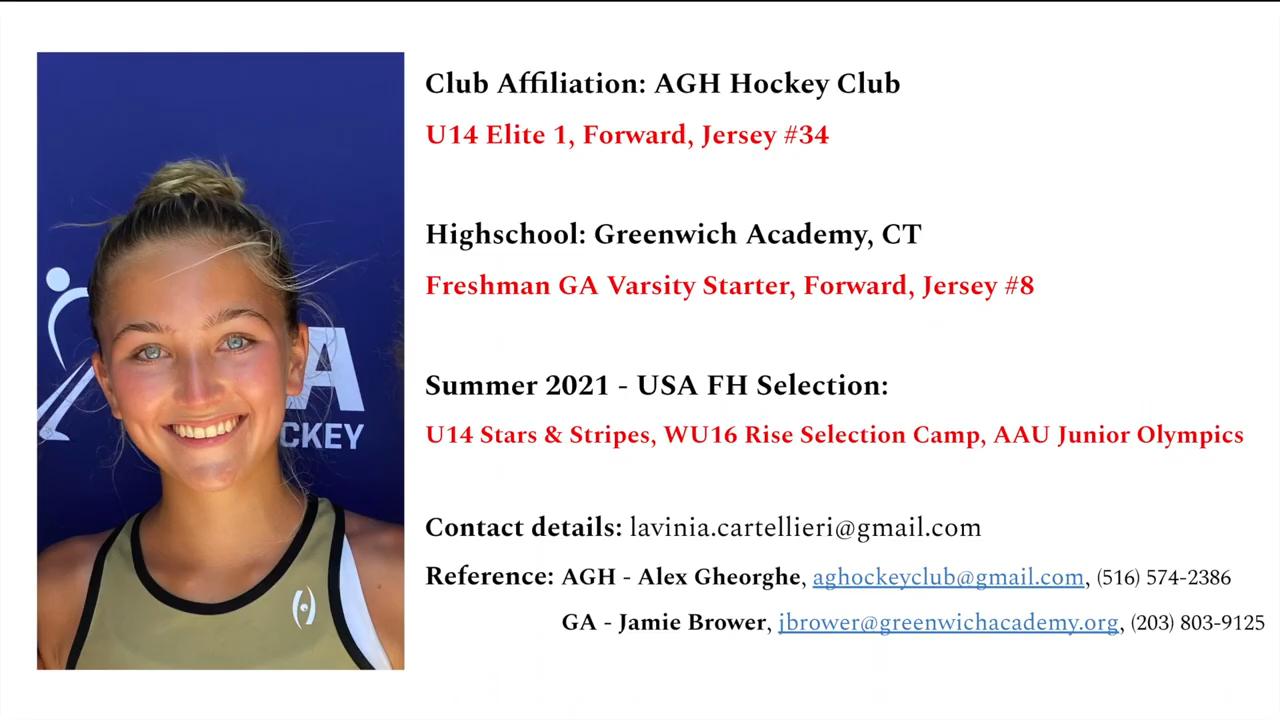 Club Affiliation: AGH Hockey Club
U14 Elite 1, Forward, Jersey #34
Highschool: Greenwich Academy, CT
Freshman GA Varsity Starter, Forward, Jersey #8
Summer 2021 - USA FH Selection:
U14 Stars & Stripes, WU16 Rise Selection Camp, AAU Junior Olympics
Contact details: lavinia.cartellieri@gmail.com
Reference: AGH - Alex Gheorghe, aghockeyclub@gmail.com, (516) 574-2386
GA - Jamie Brower, jbrower@greenwichacademy.org, (203) 803-9125
A
CKEY